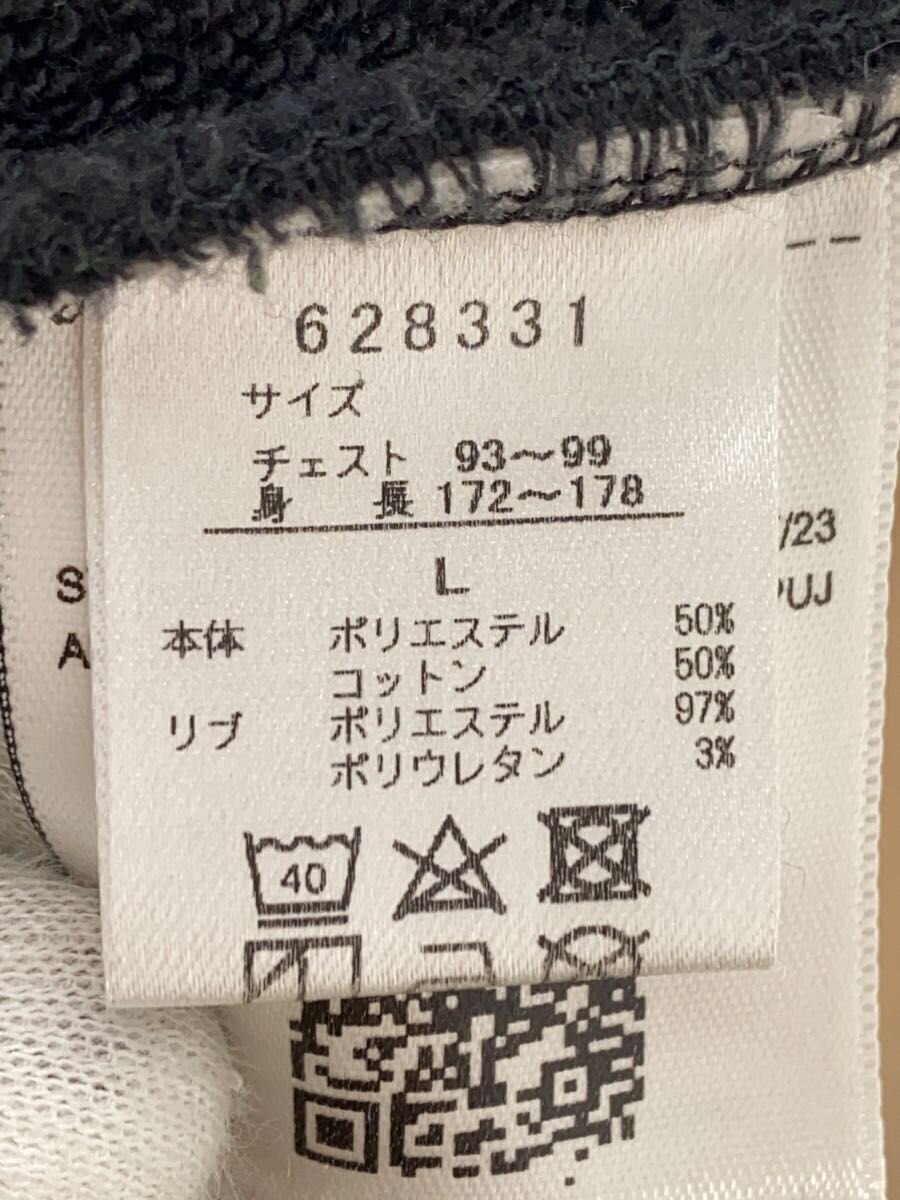 628331
サイズ
チェスト 93～99
身長 172～178
L
本体 ポリエステル 50%
コットン 50%
リブ ポリエステル 97%
ポリウレタン 3%
40
/23
PUJ
S
A